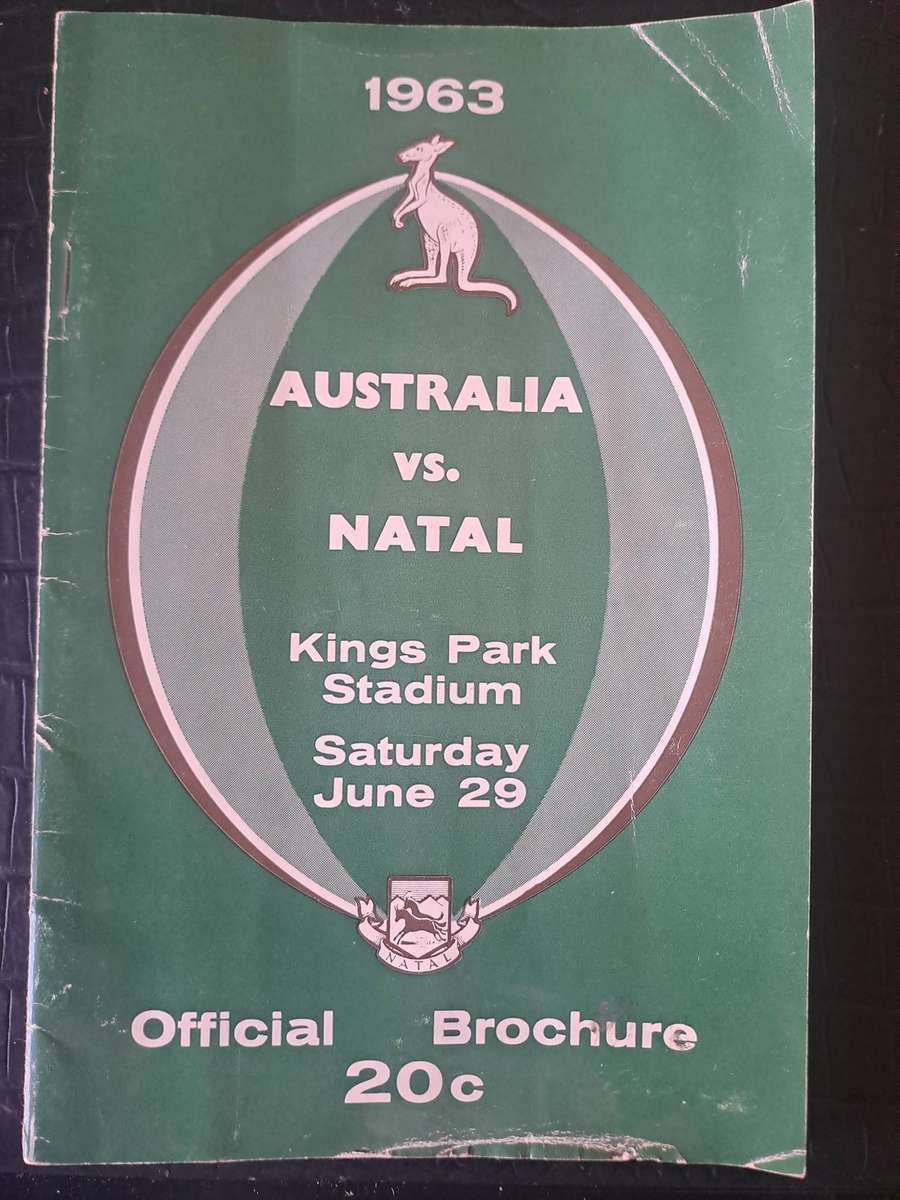 1963
AUSTRALIA
vs.
NATAL
Kings Park
Stadium
Saturday
June 29
NATAL
Official Brochure
20c